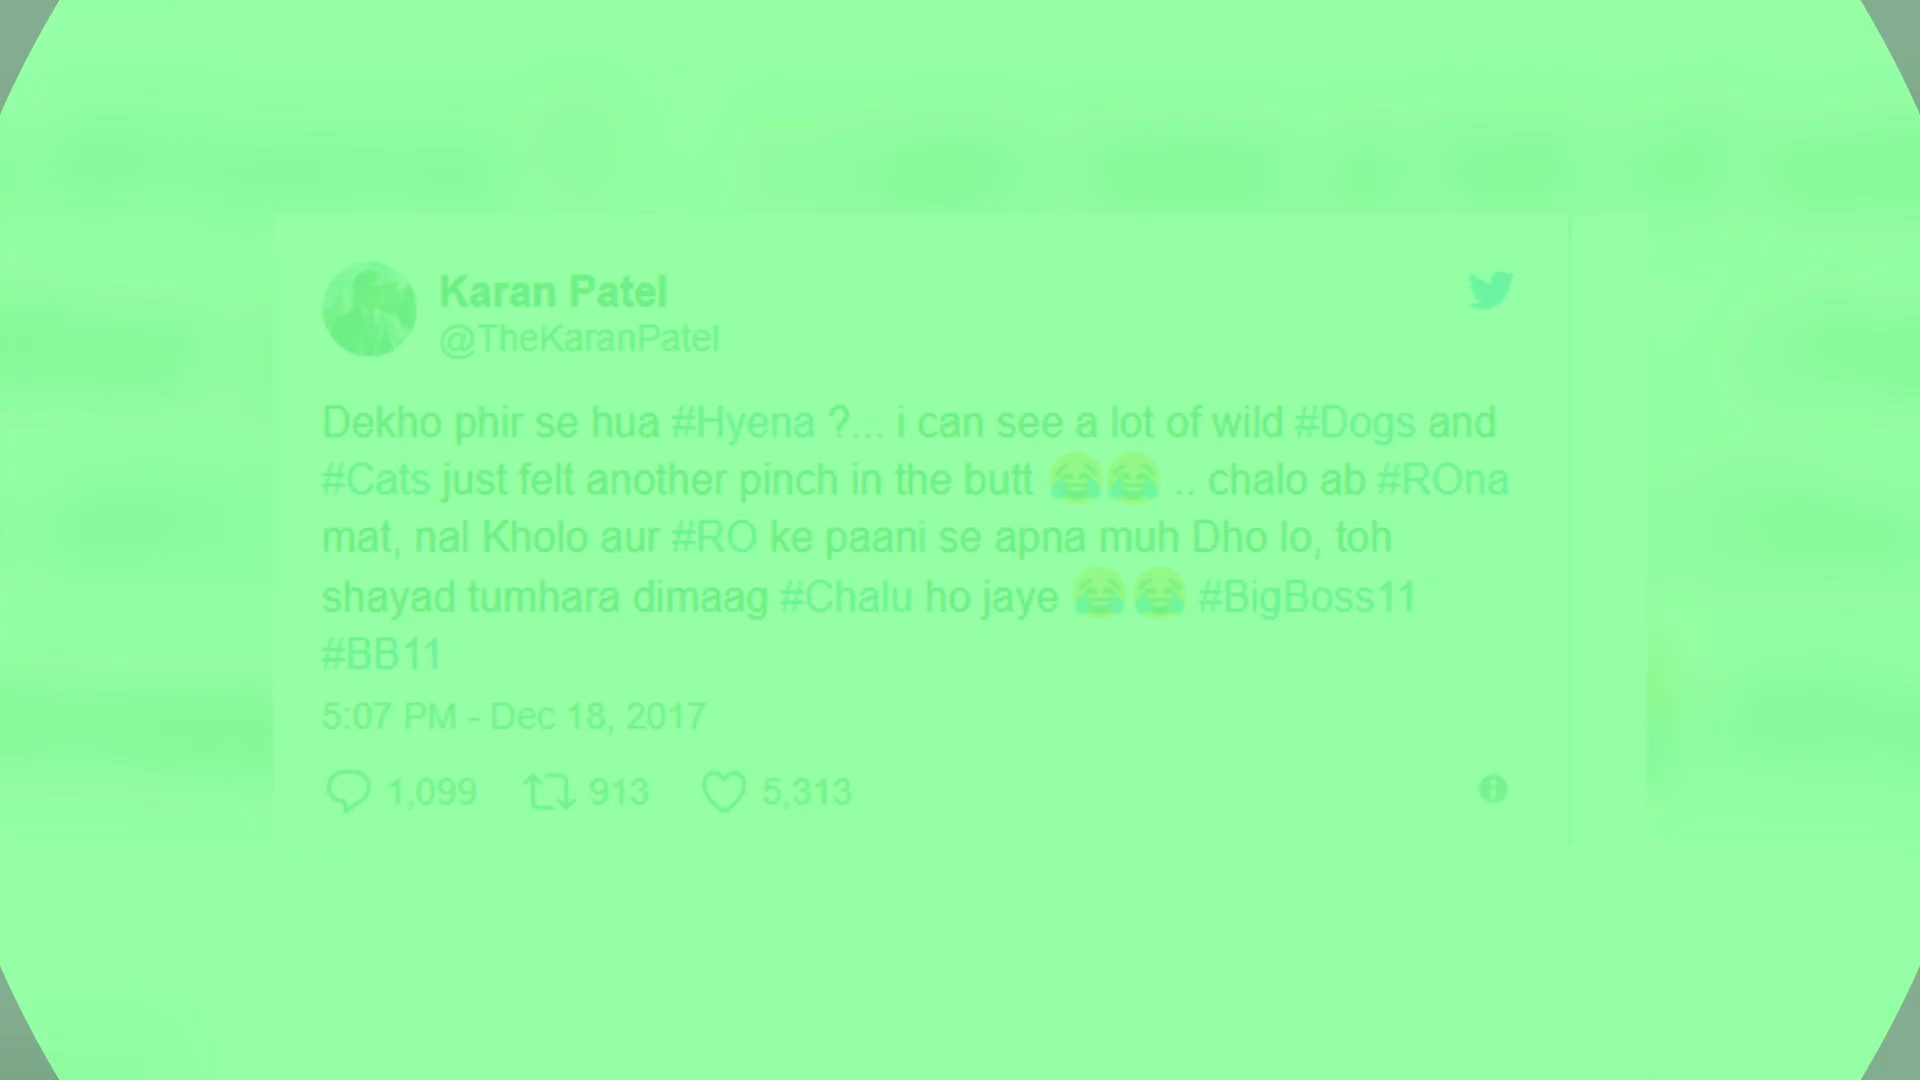 Karan Patel
@TheKaranPatel
Dekho phir se hua #Hyena ?... i can see a lot of wild #Dogs and
#Cats just felt another pinch in the butt 😂😂 .. chalo ab #ROna
mat, nal Kholo aur #RO ke paani se apna muh Dho lo, toh
shayad tumhara dimaag #Chalu ho jaye 😂😂 #BigBoss11
#BB11
5:07 PM - Dec 18, 2017
1,099 913 5,313